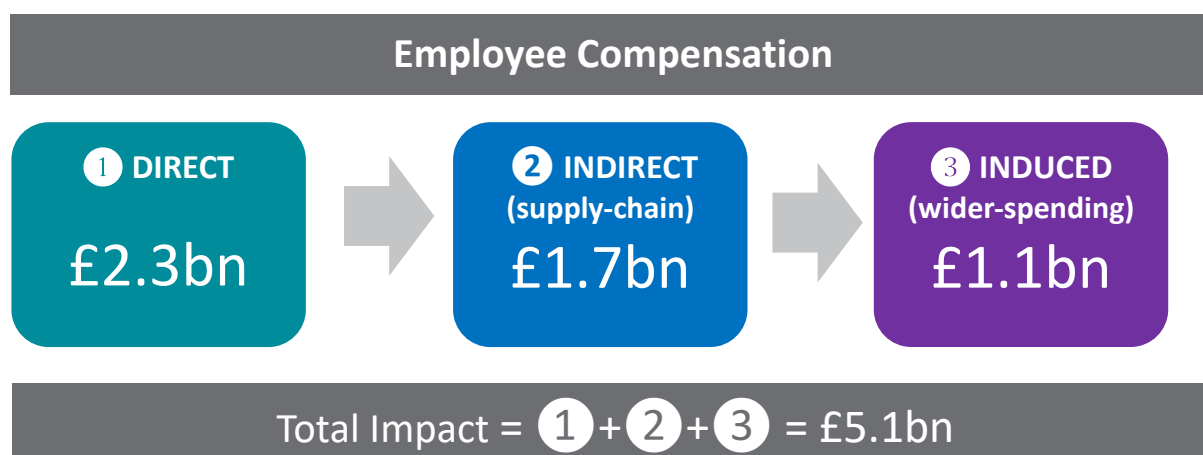 Employee Compensation
1 DIRECT
£2.3bn
2 INDIRECT
(supply-chain)
£1.7bn
3 INDUCED
(wider-spending)
£1.1bn
Total Impact = 1+2+3 = £5.1bn